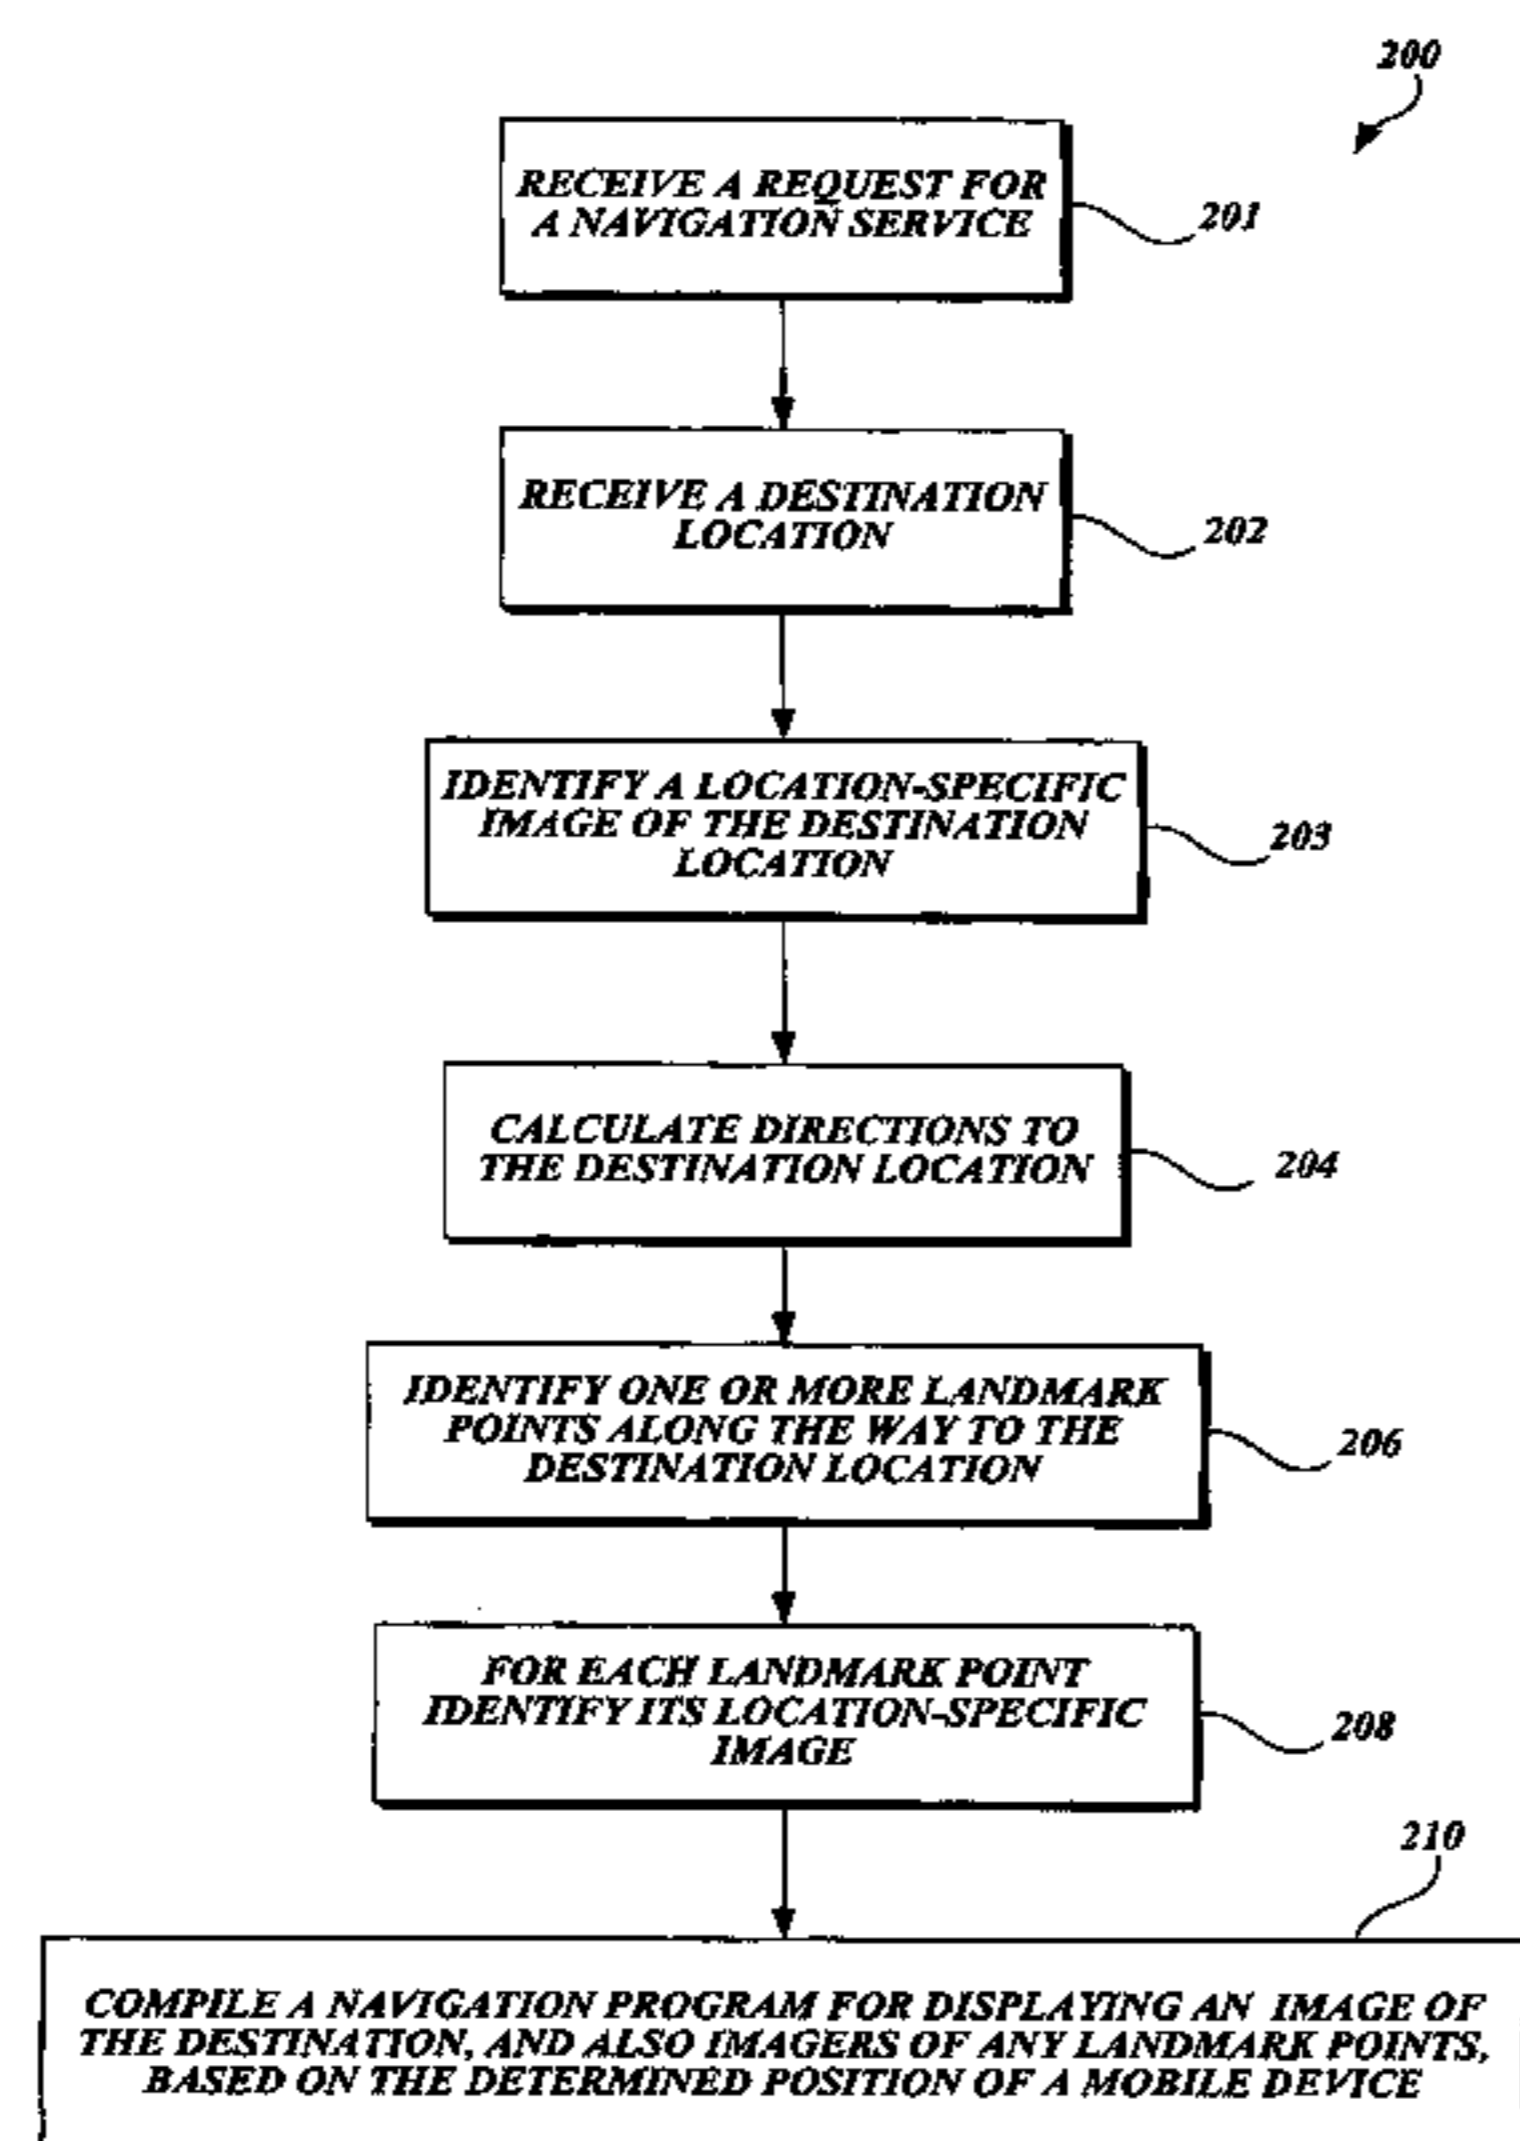 200
RECEIVE A REQUEST FOR
A NAVIGATION SERVICE
201
RECEIVE A DESTINATION
LOCATION
202
IDENTIFY A LOCATION-SPECIFIC
IMAGE OF THE DESTINATION
LOCATION
203
CALCULATE DIRECTIONS TO
THE DESTINATION LOCATION
204
IDENTIFY ONE OR MORE LANDMARK
POINTS ALONG THE WAY TO THE
DESTINATION LOCATION
206
FOR EACH LANDMARK POINT
IDENTIFY ITS LOCATION-SPECIFIC
IMAGE
208
210
COMPILE A NAVIGATION PROGRAM FOR DISPLAYING AN IMAGE OF
THE DESTINATION, AND ALSO IMAGERS OF ANY LANDMARK POINTS,
BASED ON THE DETERMINED POSITION OF A MOBILE DEVICE